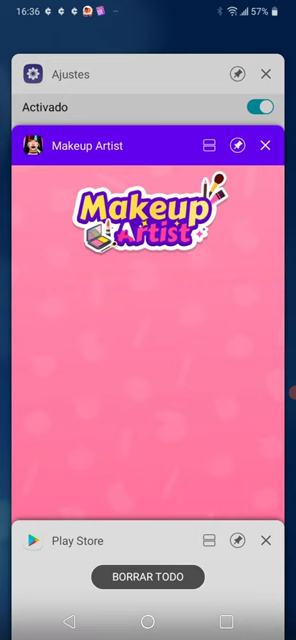 16:36
57%
Ajustes
Activado
Makeup Artist
Makeup
Artist
Play Store
BORRAR TODO